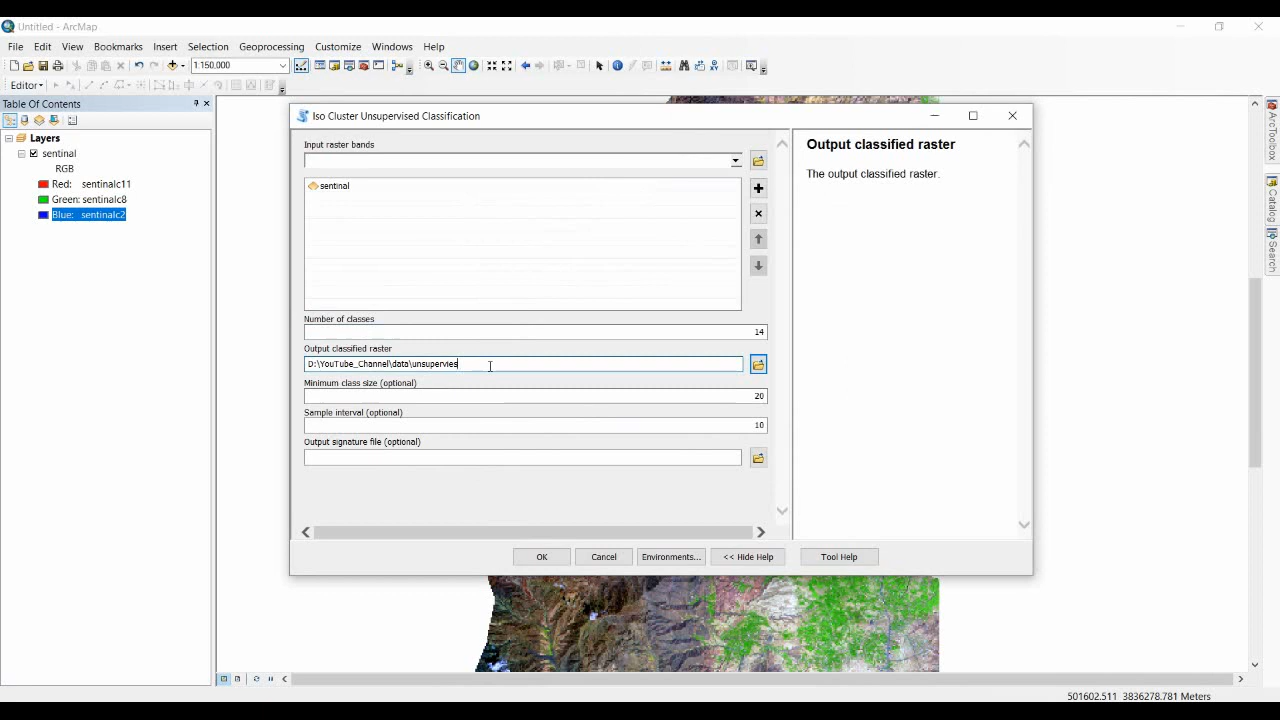 Untitled - ArcMap
File Edit View Bookmarks Insert Selection Geoprocessing Customize Windows Help
1:150,000
Editor
Table Of Contents
Layers
sentinal
RGB
Red: sentinalc11
Green: sentinalc8
Blue: sentinalc2
Iso Cluster Unsupervised Classification
Input raster bands
sentinal
Number of classes
14
Output classified raster
D:\YouTube_Channel\data\unsupervies
Minimum class size (optional)
20
Sample interval (optional)
10
Output signature file (optional)
OK Cancel Environments... << Hide Help Tool Help
Output classified raster
The output classified raster.
ArcToolbox
Catalog
Search
501602.511 3836278.781 Meters